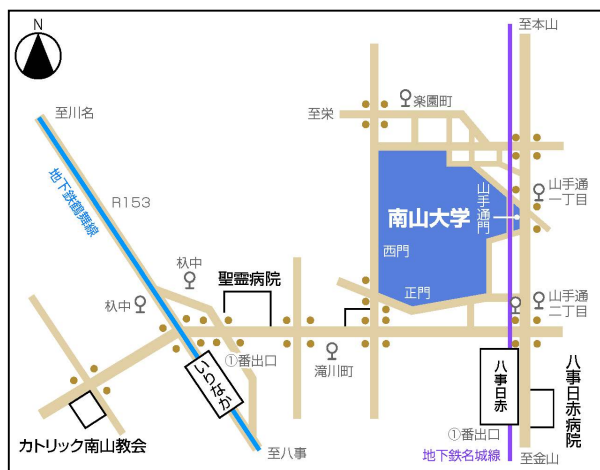 N
至本山
至川名
至栄
楽園町
地下鉄鶴舞線
R153
山手通門
山手通
一丁目
南山大学
西門
正門
杁中
聖霊病院
杁中
山手通
二丁目
①番出口
滝川町
いりなか
八事日赤
八事日赤病院
カトリック南山教会
至八事
①番出口
地下鉄名城線
至金山